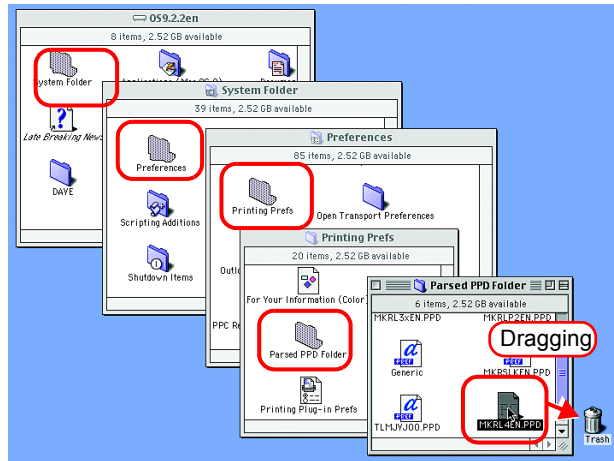 OS9.2.2en
8 items, 2.52 GB available
System Folder
Late Breaking News
DAVE
System Folder
39 items, 2.52 GB available
Preferences
Scripting Additions
Shutdown Items
Preferences
85 items, 2.52 GB available
Printing Prefs
Open Transport Preferences
PPC Re
Printing Prefs
20 items, 2.52 GB available
For Your Information (Color)
Parsed PPD Folder
Printing Plug-in Prefs
Parsed PPD Folder
6 items, 2.52 GB available
MKRL3xEN.PPD MKRLP2EN.PPD
Dragging
Generic MKRSLKEN.PPD
TLMJYJ00.PPD MKRL4EN.PPD
Trash